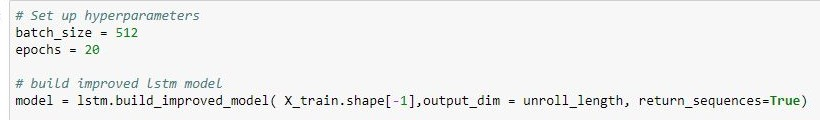 # Set up hyperparameters
batch_size = 512
epochs = 20
# build improved lstm model
model = lstm.build_improved_model( X_train.shape[-1],output_dim = unroll_length, return_sequences=True)